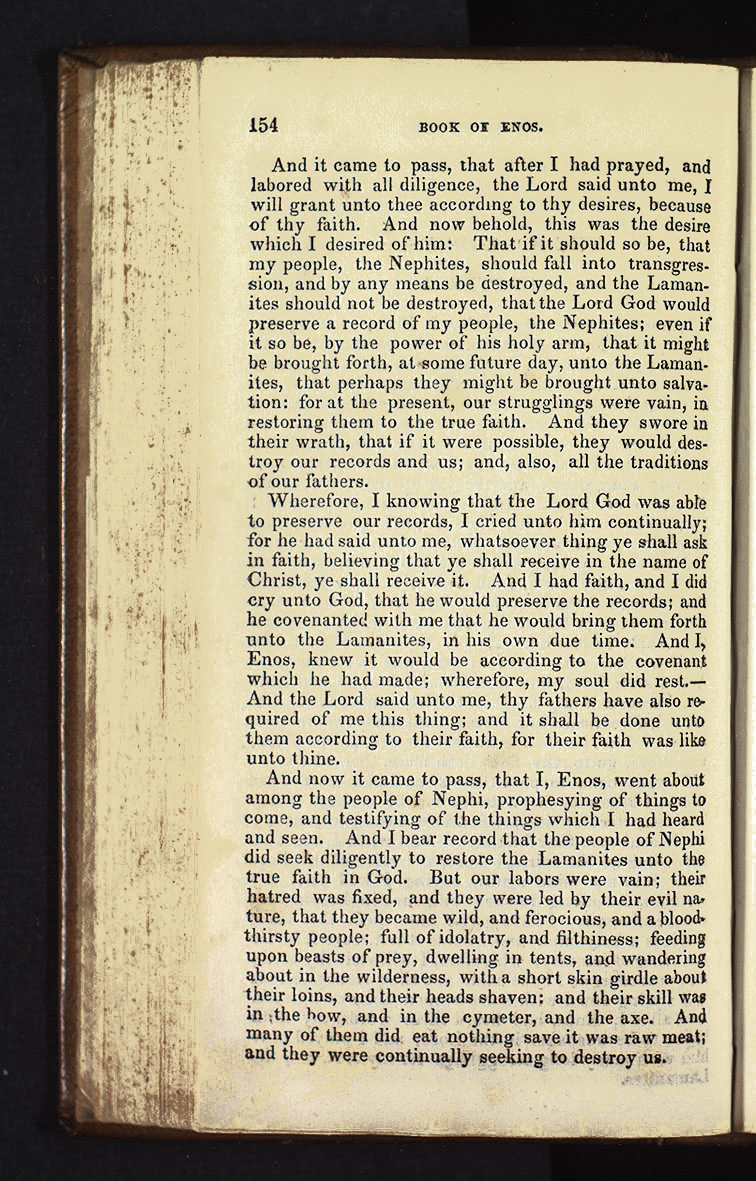 154 BOOK OF ENOS.
And it came to pass, that after I had prayed, and
labored with all diligence, the Lord said unto me, I
will grant unto thee according to thy desires, because
of thy faith. And now behold, this was the desire
which I desired of him: That if it should so be, that
my people, the Nephites, should fall into transgres-
sion, and by any means be destroyed, and the Laman-
ites should not be destroyed, that the Lord God would
preserve a record of my people, the Nephites; even if
it so be, by the power of his holy arm, that it might
be brought forth, at some future day, unto the Laman-
ites, that perhaps they might be brought unto salva-
tion: for at the present, our strugglings were vain, in
restoring them to the true faith. And they swore in
their wrath, that if it were possible, they would des-
troy our records and us; and, also, all the traditions
of our fathers.
Wherefore, I knowing that the Lord God was able
to preserve our records, I cried unto him continually;
for he had said unto me, whatsoever thing ye shall ask
in faith, believing that ye shall receive in the name of
Christ, ye shall receive it. And I had faith, and I did
cry unto God, that he would preserve the records; and
he covenanted with me that he would bring them forth
unto the Lamanites, in his own due time. And I,
Enos, knew it would be according to the covenant
which he had made; wherefore, my soul did rest.—
And the Lord said unto me, thy fathers have also re-
quired of me this thing; and it shall be done unto
them according to their faith, for their faith was like
unto thine.
And now it came to pass, that I, Enos, went about
among the people of Nephi, prophesying of things to
come, and testifying of the things which I had heard
and seen. And I bear record that the people of Nephi
did seek diligently to restore the Lamanites unto the
true faith in God. But our labors were vain; their
hatred was fixed, and they were led by their evil na-
ture, that they became wild, and ferocious, and a blood-
thirsty people; full of idolatry, and filthiness; feeding
upon beasts of prey, dwelling in tents, and wandering
about in the wilderness, with a short skin girdle about
their loins, and their heads shaven: and their skill was
in the bow, and in the cymeter, and the axe. And
many of them did eat nothing save it was raw meat;
and they were continually seeking to destroy us.